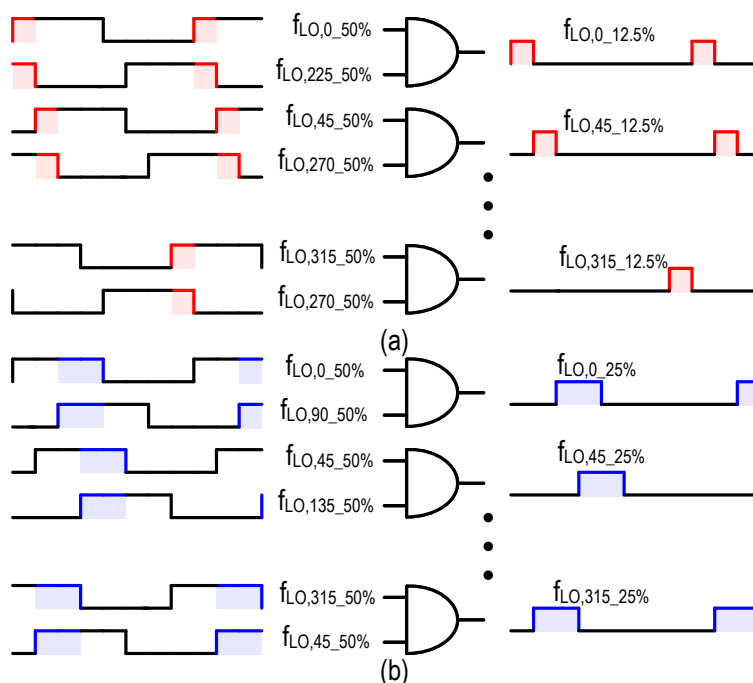 fLO,0_50%
fLO,0_12.5%
fLO,225_50%
fLO,45_50%
fLO,45_12.5%
fLO,270_50%
fLO,315_50%
fLO,315_12.5%
fLO,270_50%
(a)
fLO,0_50%
fLO,0_25%
fLO,90_50%
fLO,45_50%
fLO,45_25%
fLO,135_50%
fLO,315_50%
fLO,315_25%
fLO,45_50%
(b)